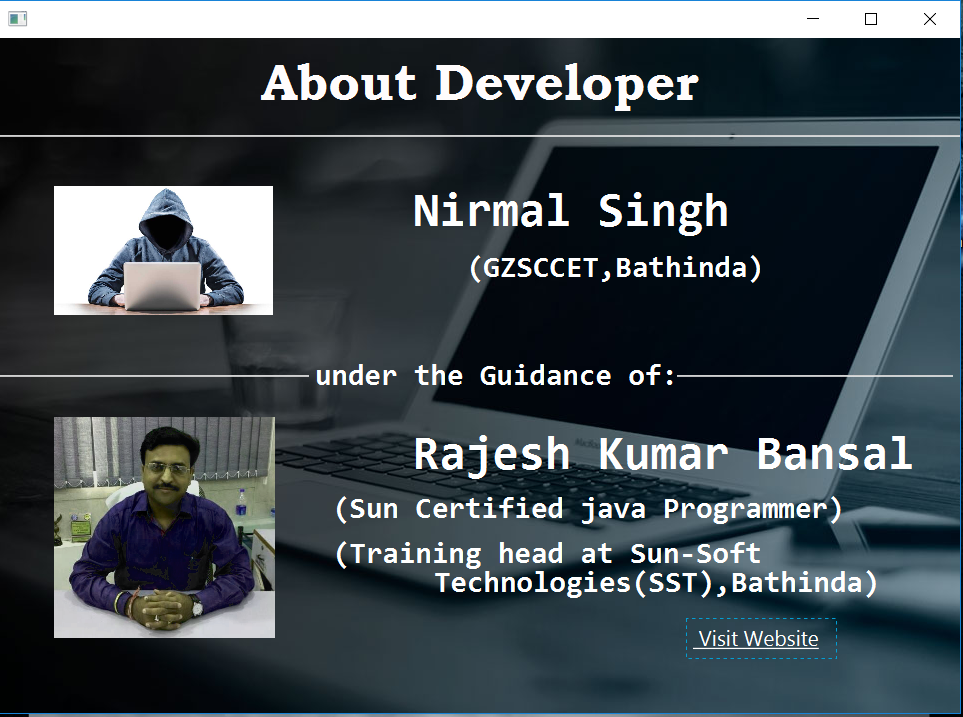 About Developer
Nirmal Singh
(GZSCCET,Bathinda)
under the Guidance of:
Rajesh Kumar Bansal
(Sun Certified java Programmer)
(Training head at Sun-Soft
Technologies(SST),Bathinda)
Visit Website